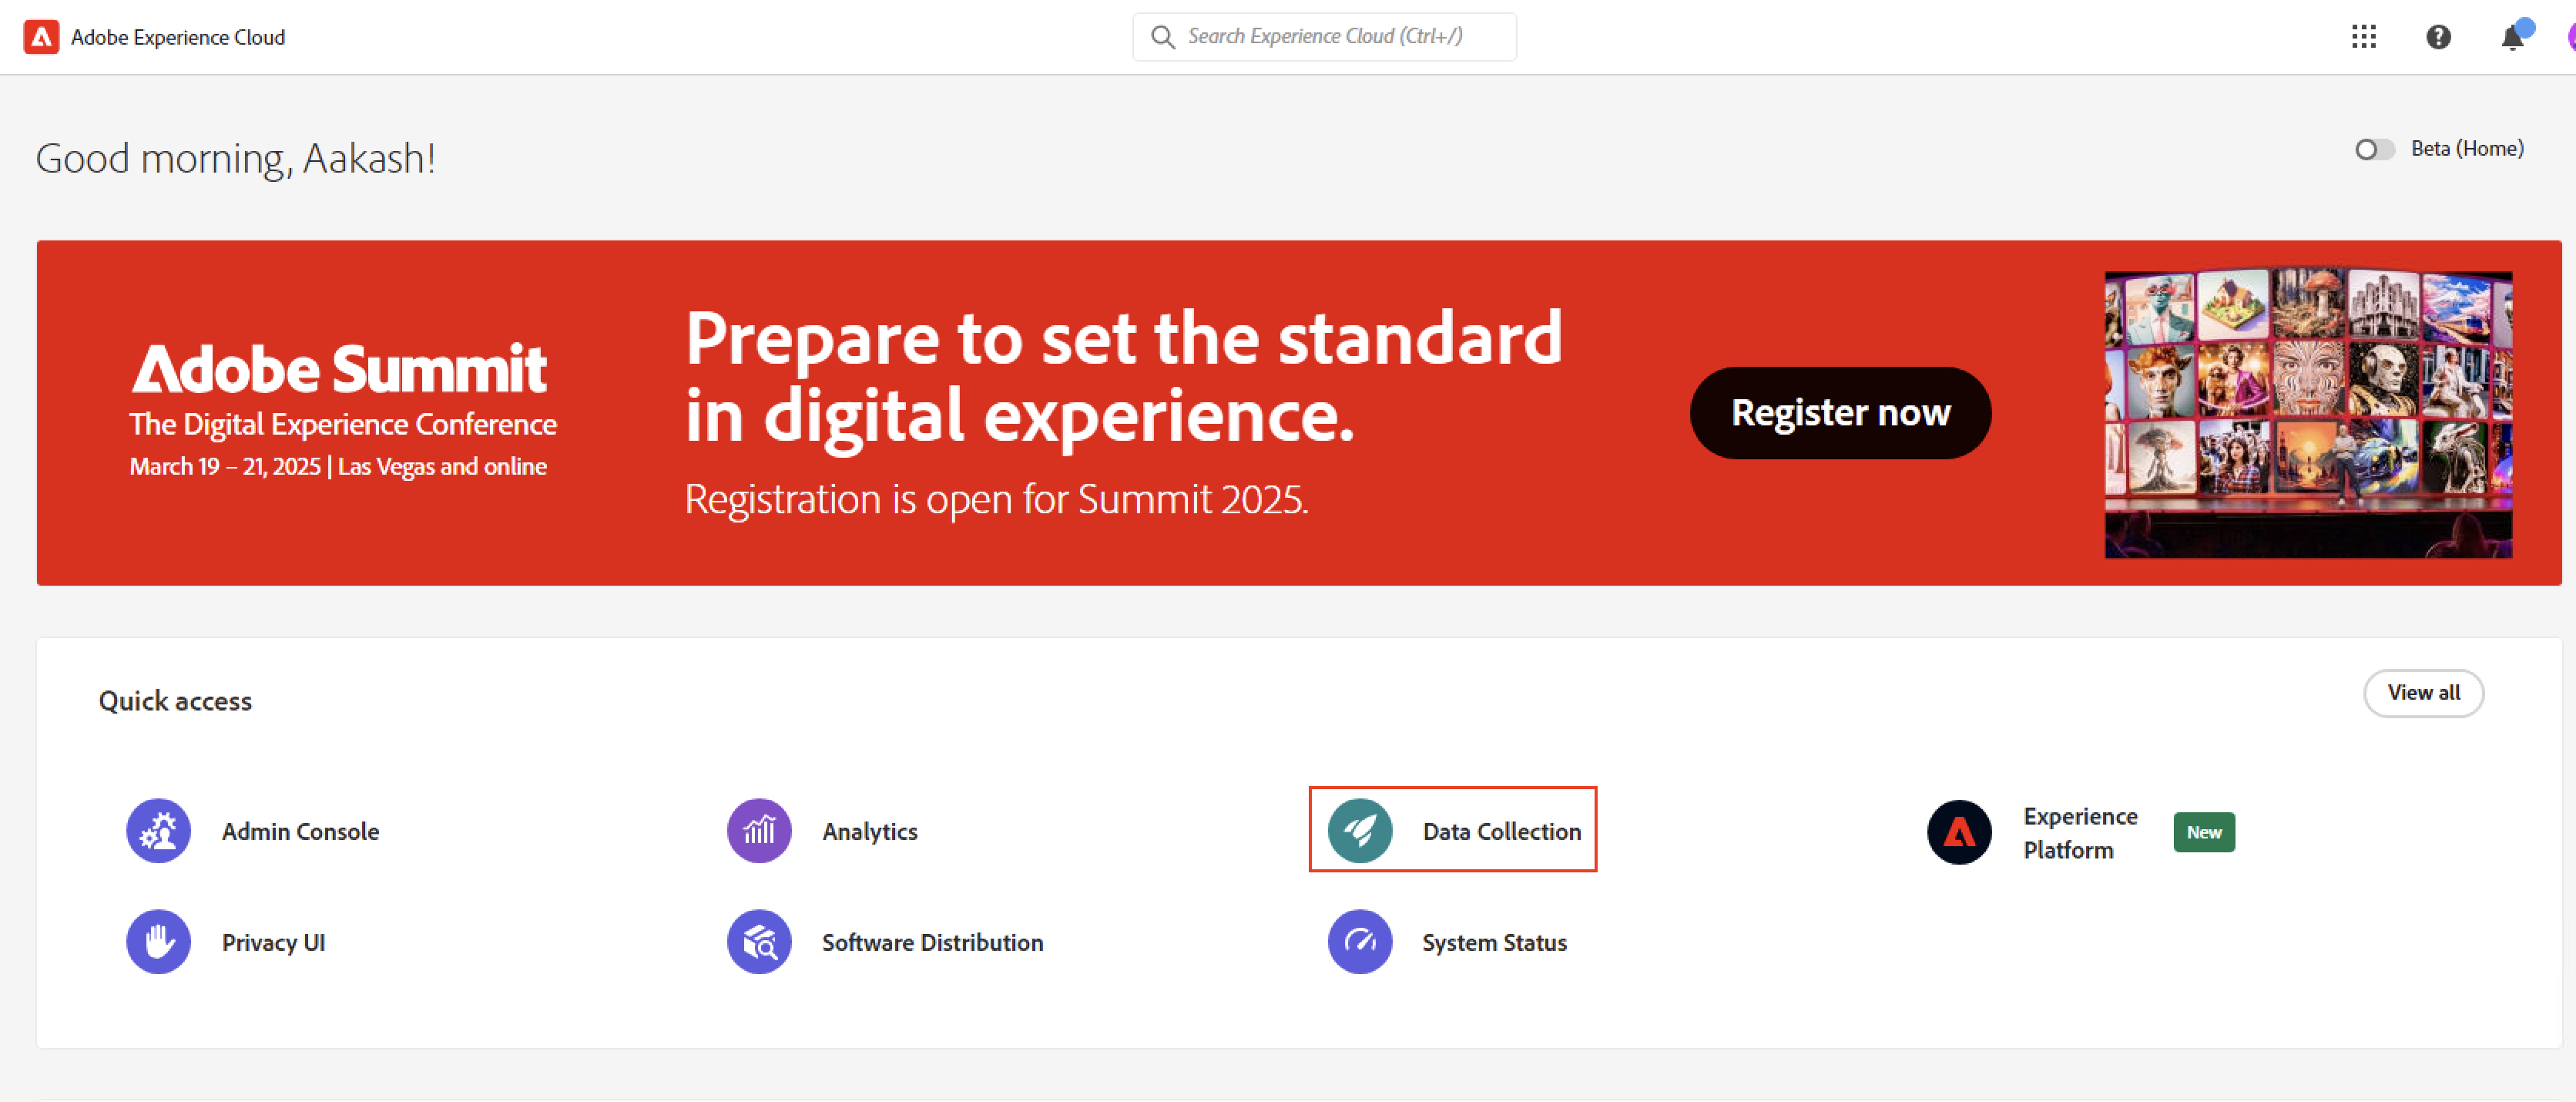 Adobe Experience Cloud
Search Experience Cloud (Ctrl+/)
Good morning, Aakash!
Beta (Home)
Adobe Summit
The Digital Experience Conference
March 19 – 21, 2025 | Las Vegas and online
Prepare to set the standard
in digital experience.
Registration is open for Summit 2025.
Register now
Quick access
View all
Admin Console
Analytics
Data Collection
Experience
Platform
New
Privacy UI
Software Distribution
System Status